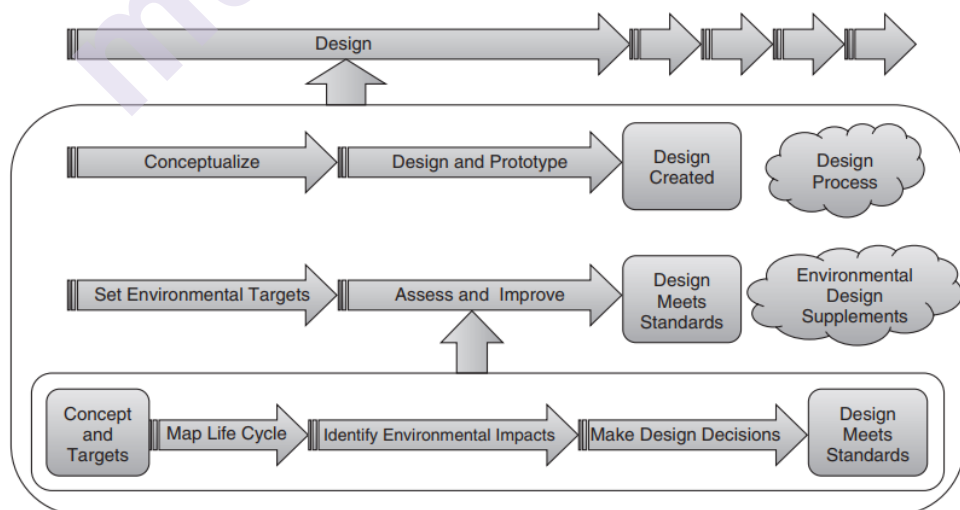 Design
Conceptualize
Design and Prototype
Design
Created
Design
Process
Set Environmental Targets
Assess and Improve
Design
Meets
Standards
Environmental
Design
Supplements
Concept
and
Targets
Map Life Cycle
Identify Environmental Impacts
Make Design Decisions
Design
Meets
Standards